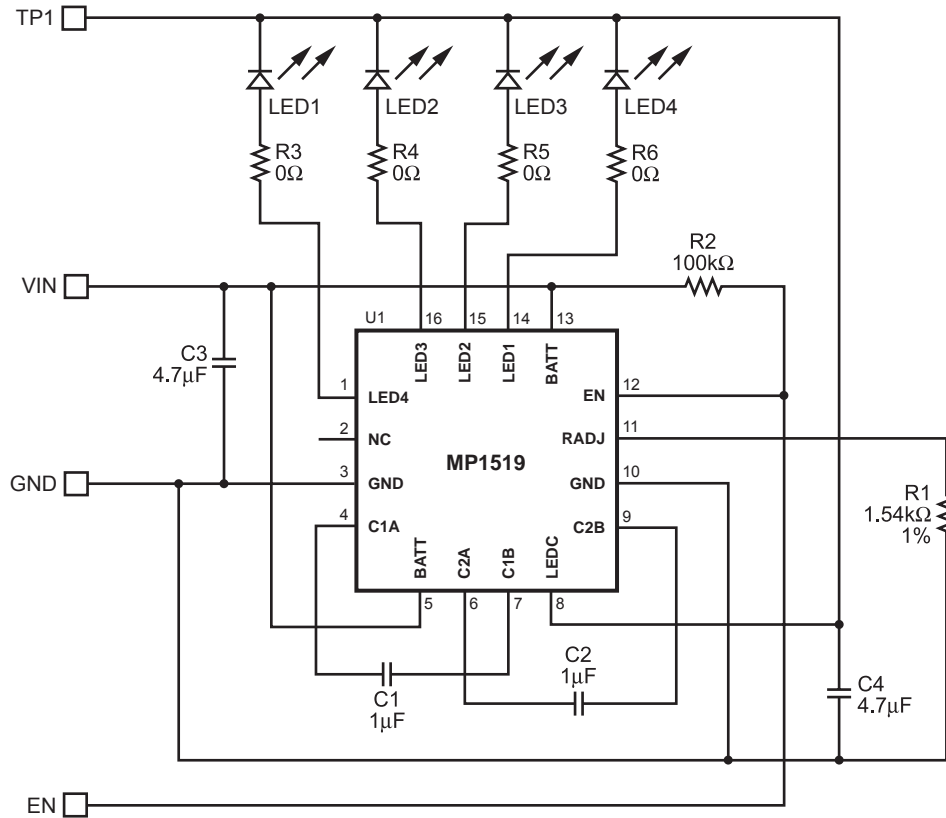 TP1
LED1
LED2
LED3
LED4
R3
0Ω
R4
0Ω
R5
0Ω
R6
0Ω
R2
100kΩ
VIN
U1
16
15
14
13
LED3
LED2
LED1
BATT
C3
4.7µF
1
LED4
EN
12
2
NC
RADJ
11
MP1519
GND
3
GND
GND
10
4
C1A
C2B
9
R1
1.54kΩ
1%
BATT
C2A
C1B
LEDC
5
6
7
8
C1
1µF
C2
1µF
C4
4.7µF
EN